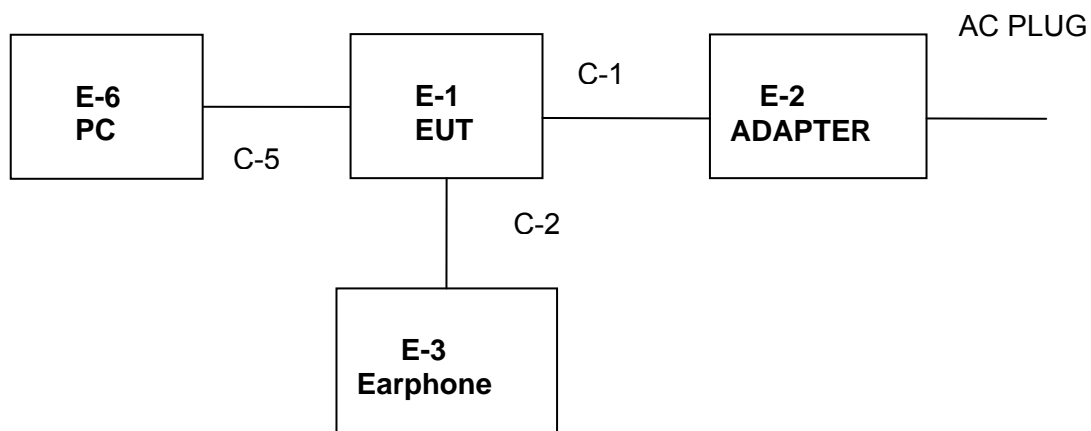 AC PLUG
E-6
PC
C-5
E-1
EUT
C-1
E-2
ADAPTER
C-2
E-3
Earphone